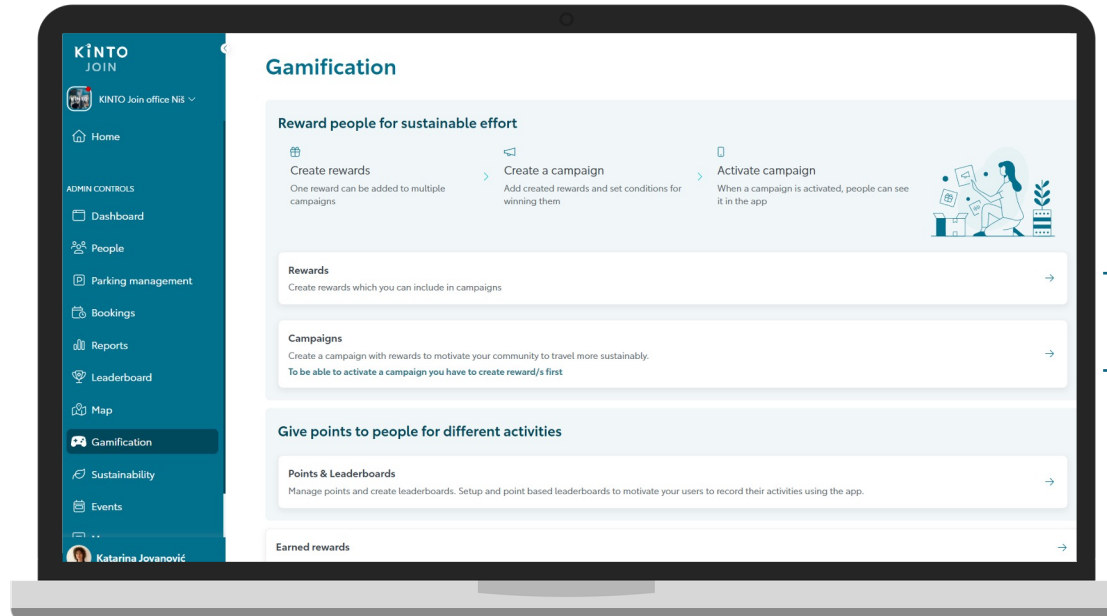 KINTO
JOIN
KINTO Join office Niš
Home
ADMIN CONTROLS
Dashboard
People
Parking management
Bookings
Reports
Leaderboard
Map
Gamification
Sustainability
Events
Katarina Jovanović
Gamification
Reward people for sustainable effort
Create rewards
One reward can be added to multiple
campaigns
Create a campaign
Add created rewards and set conditions for
winning them
Activate campaign
When a campaign is activated, people can see
it in the app
Rewards
Create rewards which you can include in campaigns
Campaigns
Create a campaign with rewards to motivate your community to travel more sustainably.
To be able to activate a campaign you have to create reward/s first
Give points to people for different activities
Points & Leaderboards
Manage points and create leaderboards. Setup and point based leaderboards to motivate your users to record their activities using the app.
Earned rewards